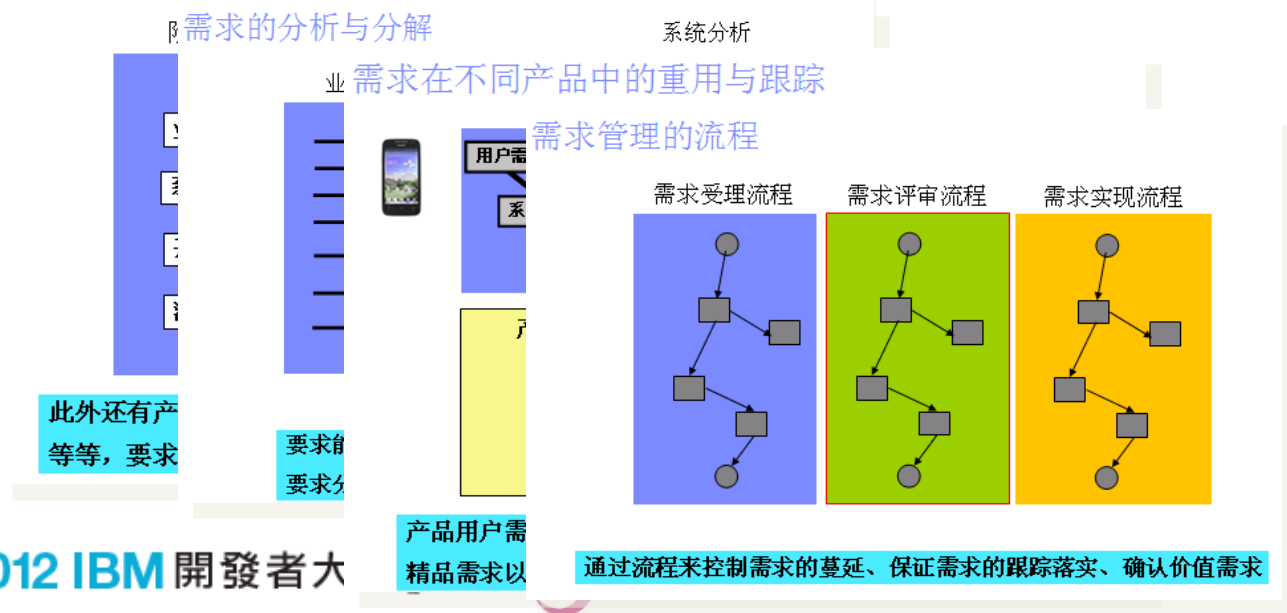 需求的分析与分解
系统分析
需求在不同产品中的重用与跟踪
需求管理的流程
用户需
需求受理流程
需求评审流程
需求实现流程
此外还有产
等等，要求
要求
要求分
产品用户需
精品需求以
通过流程来控制需求的蔓延、保证需求的跟踪落实、确认价值需求
012 IBM 開發者大